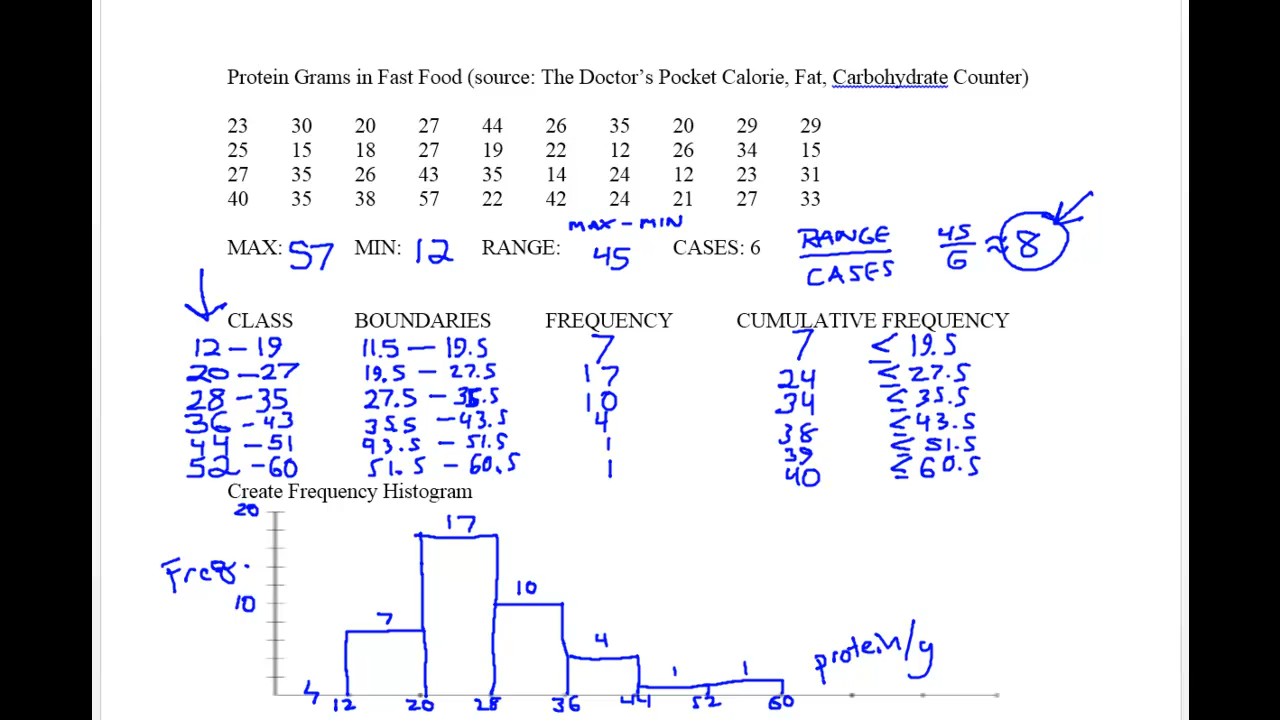 Protein Grams in Fast Food (source: The Doctor's Pocket Calorie, Fat, Carbohydrate Counter)
23 30 20 27 44 26 35 20 29 29
25 15 18 27 19 22 12 26 34 15
27 35 26 43 35 14 24 12 23 31
40 35 38 57 22 42 24 21 27 33
MAX - MIN
MAX: 57 MIN: 12 RANGE: 45 CASES: 6 RANGE/CASES 45/6 ≈ 8
CLASS BOUNDARIES FREQUENCY CUMULATIVE FREQUENCY
12 - 19 11.5 - 19.5 7 7 ≤ 19.5
20 - 27 19.5 - 27.5 17 24 ≤ 27.5
28 - 35 27.5 - 35.5 10 34 ≤ 35.5
36 - 43 35.5 - 43.5 4 38 ≤ 43.5
44 - 51 43.5 - 51.5 1 39 ≤ 51.5
52 - 60 51.5 - 60.5 1 40 ≤ 60.5
Create Frequency Histogram
20
17
Freq.
10
10
7
4
1
1
protein/g
12 20 28 36 44 52 60